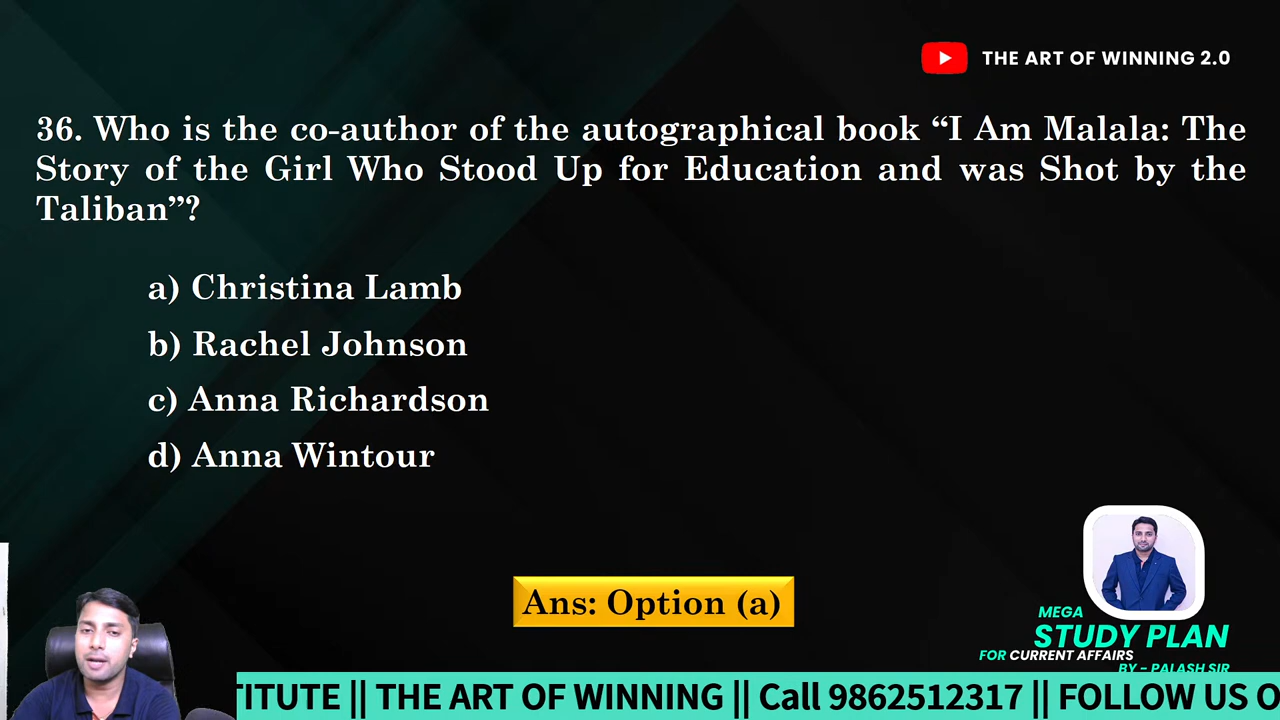 THE ART OF WINNING 2.0
36. Who is the co-author of the autographical book “I Am Malala: The
Story of the Girl Who Stood Up for Education and was Shot by the
Taliban”?
a) Christina Lamb
b) Rachel Johnson
c) Anna Richardson
d) Anna Wintour
Ans: Option (a)
MEGA
STUDY PLAN
FOR CURRENT AFFAIRS
BY - PALASH SIR
TITUTE || THE ART OF WINNING || Call 9862512317 || FOLLOW US O